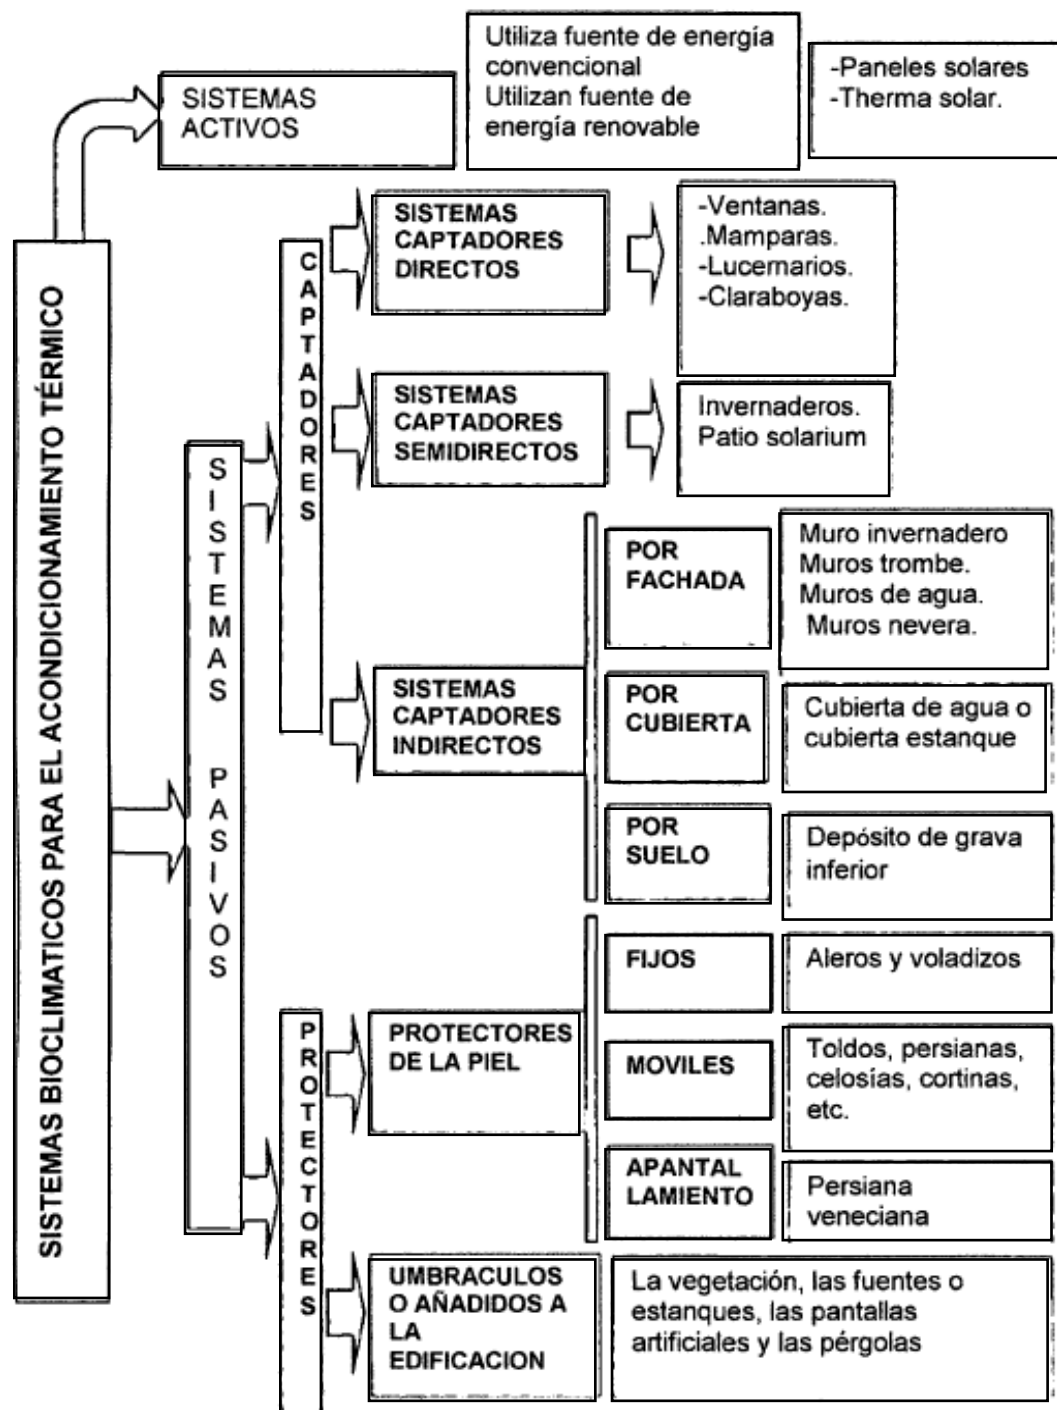 SISTEMAS BIOCLIMATICOS PARA EL ACONDICIONAMIENTO TÉRMICO
SISTEMAS
ACTIVOS
Utiliza fuente de energía
convencional
Utilizan fuente de
energía renovable
-Paneles solares
-Therma solar.
SISTEMAS PASIVOS
CAPTADORES
SISTEMAS
CAPTADORES
DIRECTOS
-Ventanas.
.Mamparas.
-Lucernarios.
-Claraboyas.
SISTEMAS
CAPTADORES
SEMIDIRECTOS
Invernaderos.
Patio solarium
SISTEMAS
CAPTADORES
INDIRECTOS
POR
FACHADA
Muro invernadero
Muros trombe.
Muros de agua.
Muros nevera.
POR
CUBIERTA
Cubierta de agua o
cubierta estanque
POR
SUELO
Depósito de grava
inferior
PROTECTORES
PROTECTORES
DE LA PIEL
FIJOS
Aleros y voladizos
MOVILES
Toldos, persianas,
celosías, cortinas,
etc.
APANTAL
LAMIENTO
Persiana
veneciana
UMBRACULOS
O AÑADIDOS A
LA
EDIFICACION
La vegetación, las fuentes o
estanques, las pantallas
artificiales y las pérgolas